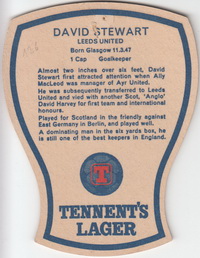 DAVID STEWART
LEEDS UNITED
Born Glasgow 11.3.47
1 Cap Goalkeeper
Almost two inches over six feet, David
Stewart first attracted attention when Ally
MacLeod was manager of Ayr United.
He was subsequently transferred to Leeds
United and vied with another Scot, 'Anglo'
David Harvey for first team and international
honours.
Played for Scotland in the friendly against
East Germany in Berlin, and played well.
A dominating man in the six yards box, he
is still one of the best keepers in England.
T
TENNENT'S
LAGER